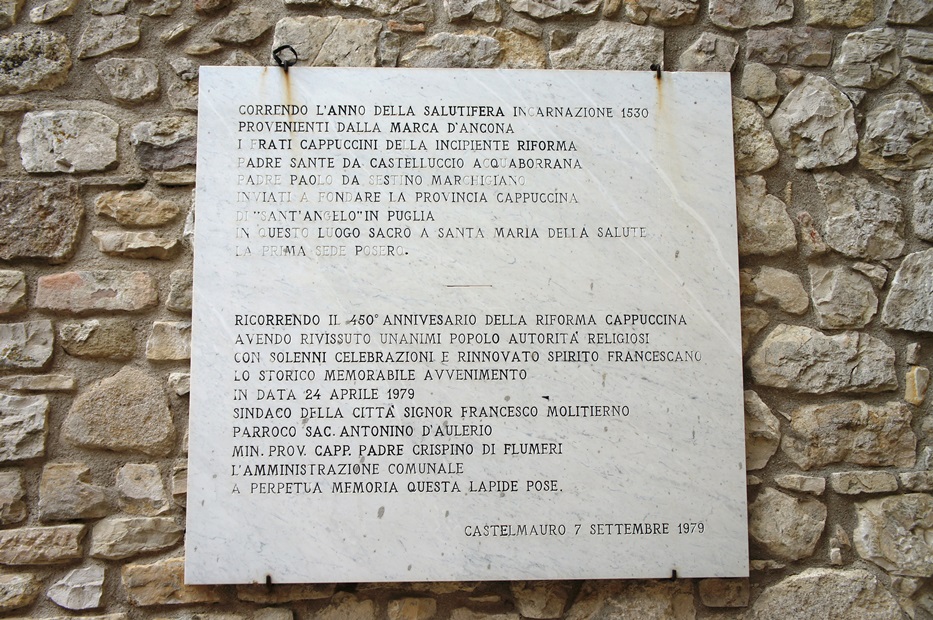 CORRENDO L'ANNO DELLA SALUTIFERA INCARNAZIONE 1530
PROVENIENTI DALLA MARCA D'ANCONA
I FRATI CAPPUCCINI DELLA INCIPIENTE RIFORMA
PADRE SANTE DA CASTELLUCCIO ACQUABORRANA
PADRE PAOLO DA SESTINO MARCHIGIANO
INVIATI A FONDARE LA PROVINCIA CAPPUCCINA
DI "SANT'ANGELO" IN PUGLIA
IN QUESTO LUOGO SACRO A SANTA MARIA DELLA SALUTE
LA PRIMA SEDE POSERO.
RICORRENDO IL 450° ANNIVESARIO DELLA RIFORMA CAPPUCCINA
AVENDO RIVISSUTO UNANIMI POPOLO AUTORITA' RELIGIOSI
CON SOLENNI CELEBRAZIONI E RINNOVATO SPIRITO FRANCESCANO
LO STORICO MEMORABILE AVVENIMENTO
IN DATA 24 APRILE 1979
SINDACO DELLA CITTA' SIGNOR FRANCESCO MOLITIERNO
PARROCO SAC. ANTONINO D'AULERIO
MIN. PROV. CAPP. PADRE CRISPINO DI FLUMERI
L'AMMINISTRAZIONE COMUNALE
A PERPETUA MEMORIA QUESTA LAPIDE POSE.
CASTELMAURO 7 SETTEMBRE 1979